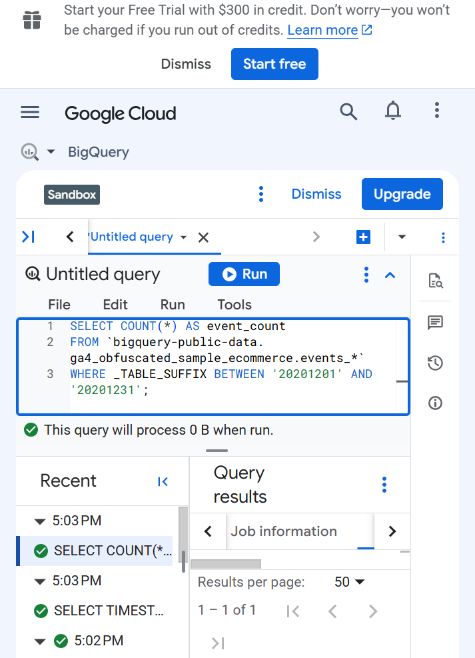 Start your Free Trial with $300 in credit. Don’t worry—you won’t
be charged if you run out of credits. Learn more
Dismiss
Start free
Google Cloud
BigQuery
Sandbox
Dismiss
Upgrade
Untitled query
Untitled query
Run
File Edit Run Tools
1 SELECT COUNT(*) AS event_count
2 FROM `bigquery-public-data.
ga4_obfuscated_sample_ecommerce.events_*`
3 WHERE _TABLE_SUFFIX BETWEEN '20201201' AND
'20201231';
This query will process 0 B when run.
Recent
5:03 PM
SELECT COUNT(*...
5:03 PM
SELECT TIMEST...
5:02 PM
Query
results
Job information
Results per page: 50
1 – 1 of 1